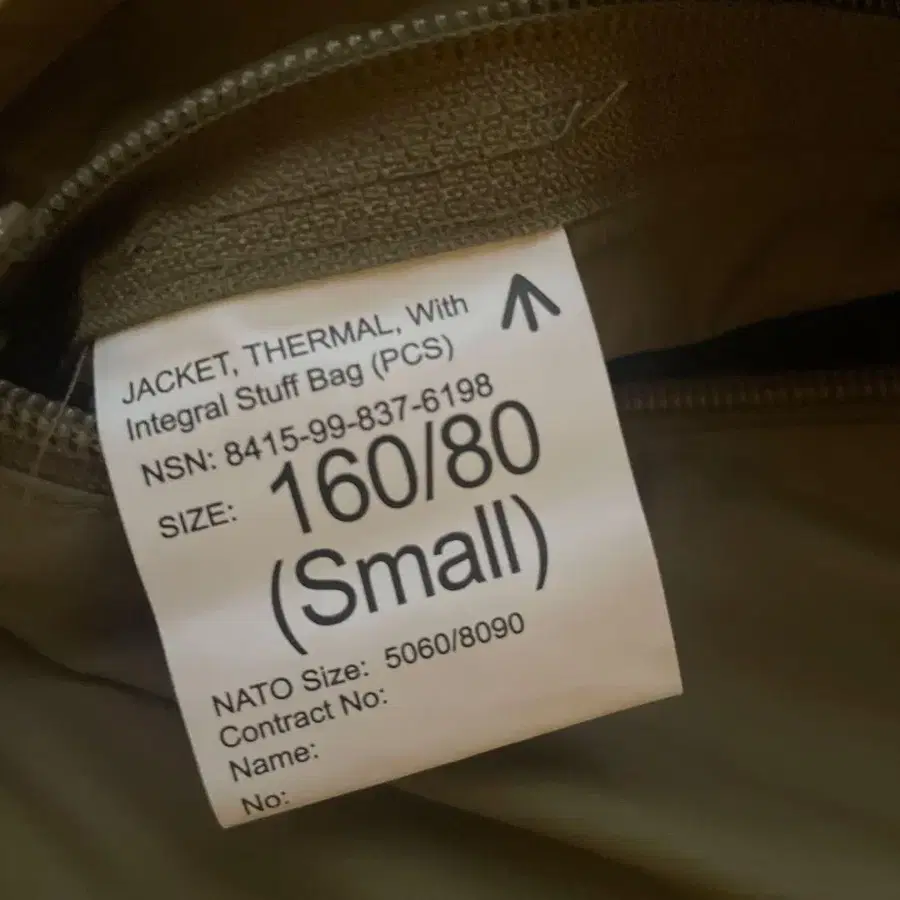 JACKET, THERMAL, With
Integral Stuff Bag (PCS)
NSN: 8415-99-837-6198
SIZE: 160/80
(Small)
NATO Size: 5060/8090
Contract No:
Name:
No: